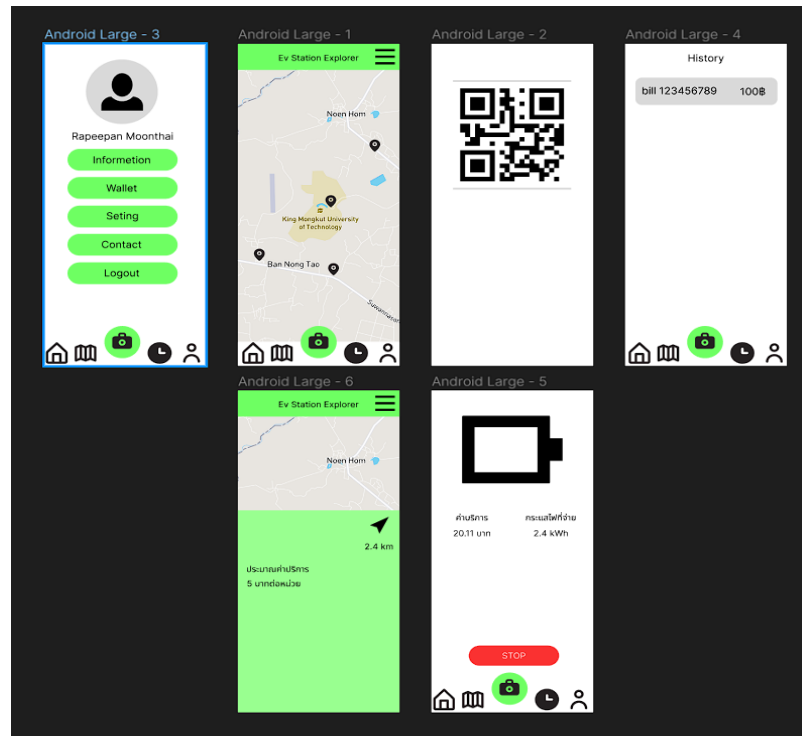 Android Large - 3
Rapeepan Moonthai
Informetion
Wallet
Seting
Contact
Logout
Android Large - 1
Ev Station Explorer
Noen Hom
King Mongkut University
of Technology
Ban Nong Tao
Suwannasorn
Android Large - 2
Android Large - 4
History
bill 123456789 100฿
Android Large - 6
Ev Station Explorer
Noen Hom
2.4 km
ประมาณค่าบริการ
5 บาทต่อหน่วย
Android Large - 5
ค่าบริการ กระแสไฟที่จ่าย
20.11 บาท 2.4 kWh
STOP